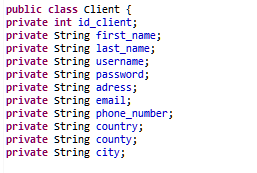 public class Client {
private int id_client;
private String first_name;
private String last_name;
private String username;
private String password;
private String adress;
private String email;
private String phone_number;
private String country;
private String county;
private String city;